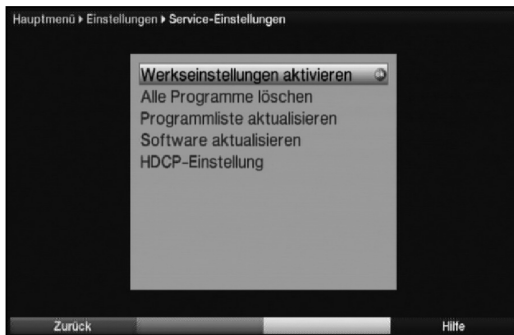 Hauptmenü ▸ Einstellungen ▸ Service-Einstellungen
Werkseinstellungen aktivieren
Alle Programme löschen
Programmliste aktualisieren
Software aktualisieren
HDCP-Einstellung
Zurück Hilfe